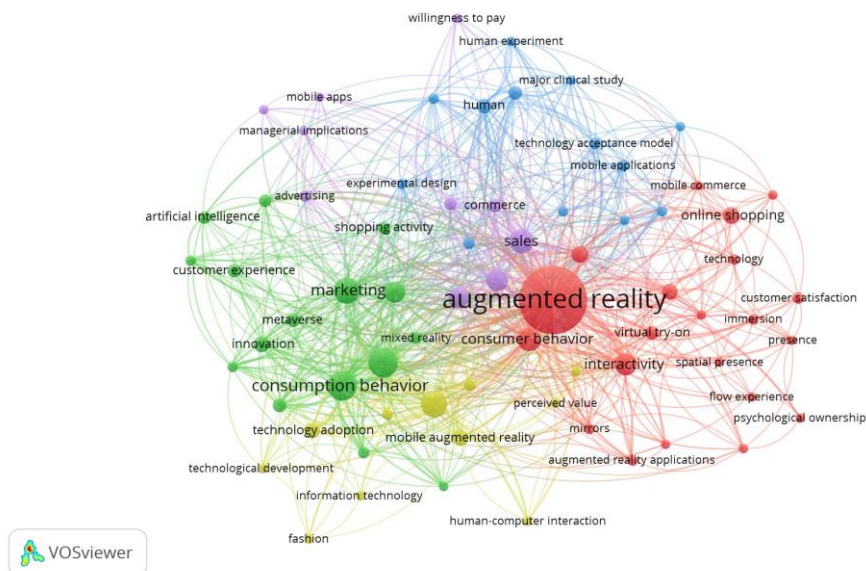 willingness to pay
human experiment
major clinical study
mobile apps
human
managerial implications
technology acceptance model
mobile applications
experimental design
mobile commerce
advertising
commerce
artificial intelligence
online shopping
shopping activity
sales
technology
customer experience
marketing
augmented reality
customer satisfaction
metaverse
immersion
mixed reality
consumer behavior
virtual try-on
innovation
presence
spatial presence
interactivity
consumption behavior
flow experience
perceived value
psychological ownership
technology adoption
mirrors
mobile augmented reality
augmented reality applications
technological development
information technology
human-computer interaction
fashion
VOSviewer